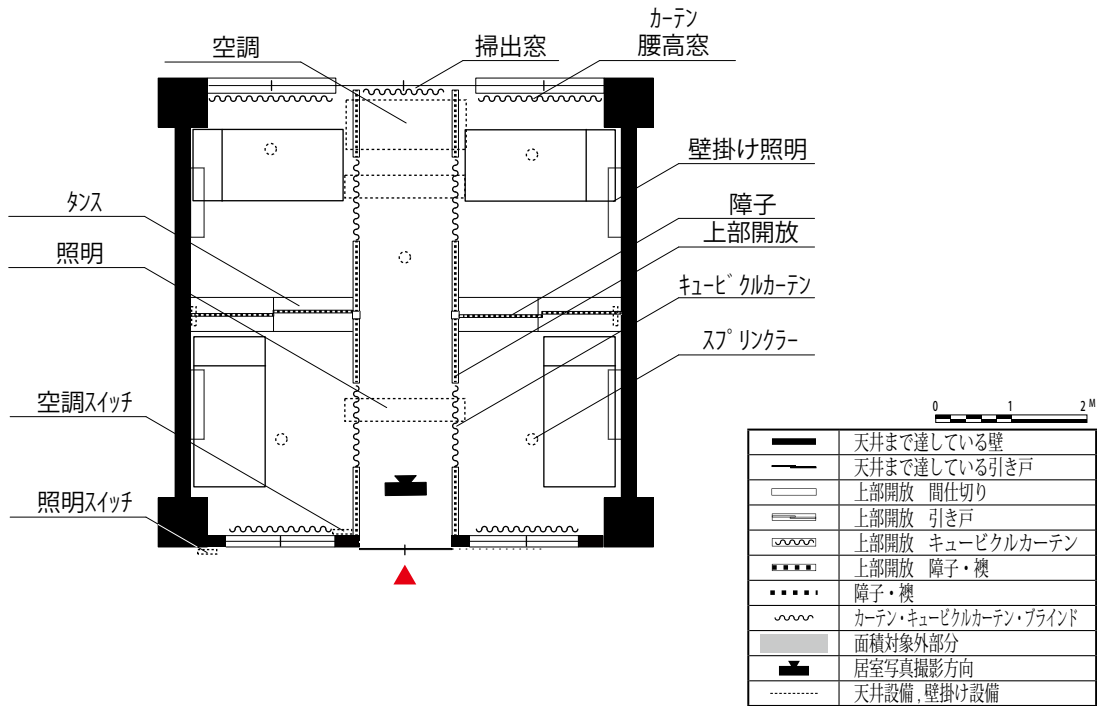 カーテン
空調
掃出窓
腰高窓
壁掛け照明
タンス
障子
照明
上部開放
キュービクルカーテン
スプリンクラー
空調スイッチ
照明スイッチ
0 1 2 M
天井まで達している壁
天井まで達している引き戸
上部開放 間仕切り
上部開放 引き戸
上部開放 キュービクルカーテン
上部開放 障子・襖
障子・襖
カーテン・キュービクルカーテン・ブラインド
面積対象外部分
居室写真撮影方向
天井設備,壁掛け設備